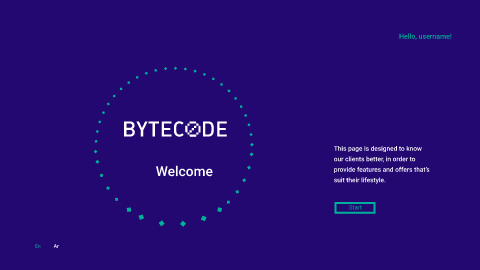 Hello, username!
BYTECODE
Welcome
This page is designed to know
our clients better, in order to
provide features and offers that's
suit their lifestyle.
Start
En Ar